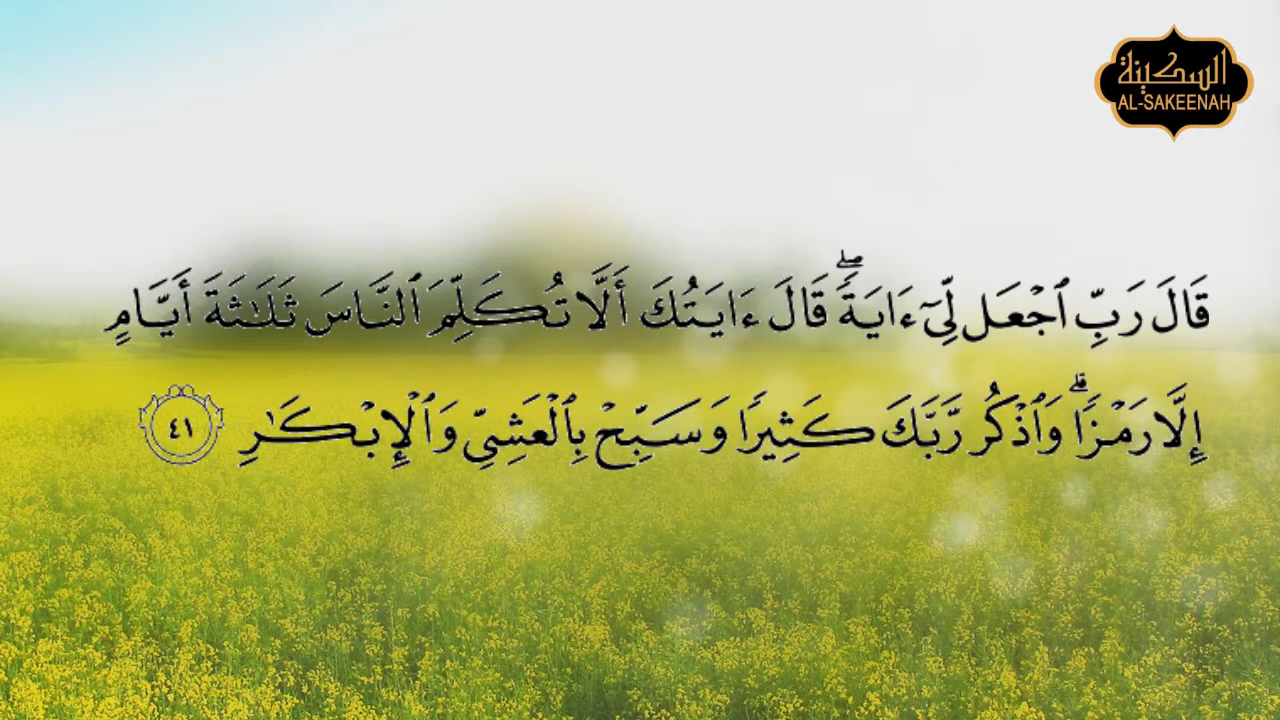 السكينة
AL-SAKEENAH
قَالَ رَبِّ ٱجْعَل لِّىٓ ءَايَةً ۖ قَالَ ءَايَتُكَ أَلَّا تُكَلِّمَ ٱلنَّاسَ ثَلَـٰثَةَ أَيَّامٍ
إِلَّا رَمْزًا ۗ وَٱذْكُر رَّبَّكَ كَثِيرًا وَسَبِّحْ بِٱلْعَشِىِّ وَٱلْإِبْكَـٰرِ ٤١